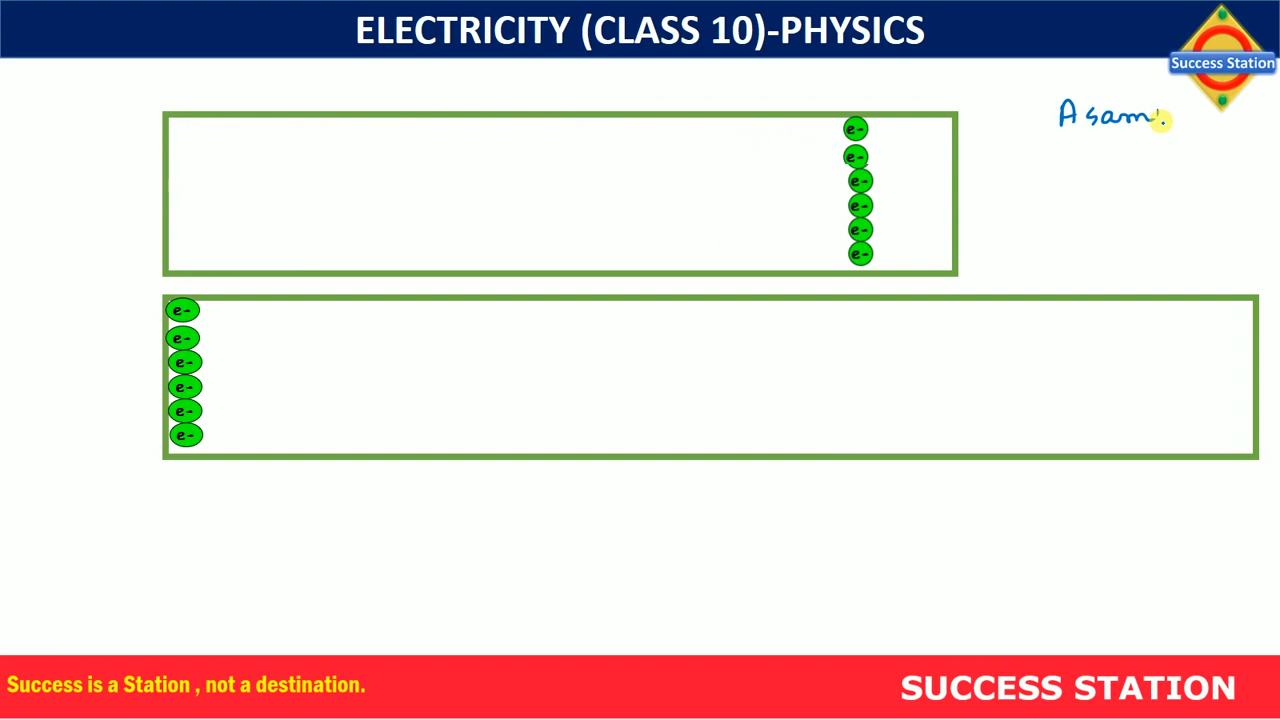 ELECTRICITY (CLASS 10)-PHYSICS
Success Station
A sam
e-
e-
e-
e-
e-
e-
e-
e-
e-
e-
e-
e-
Success is a Station , not a destination.
SUCCESS STATION